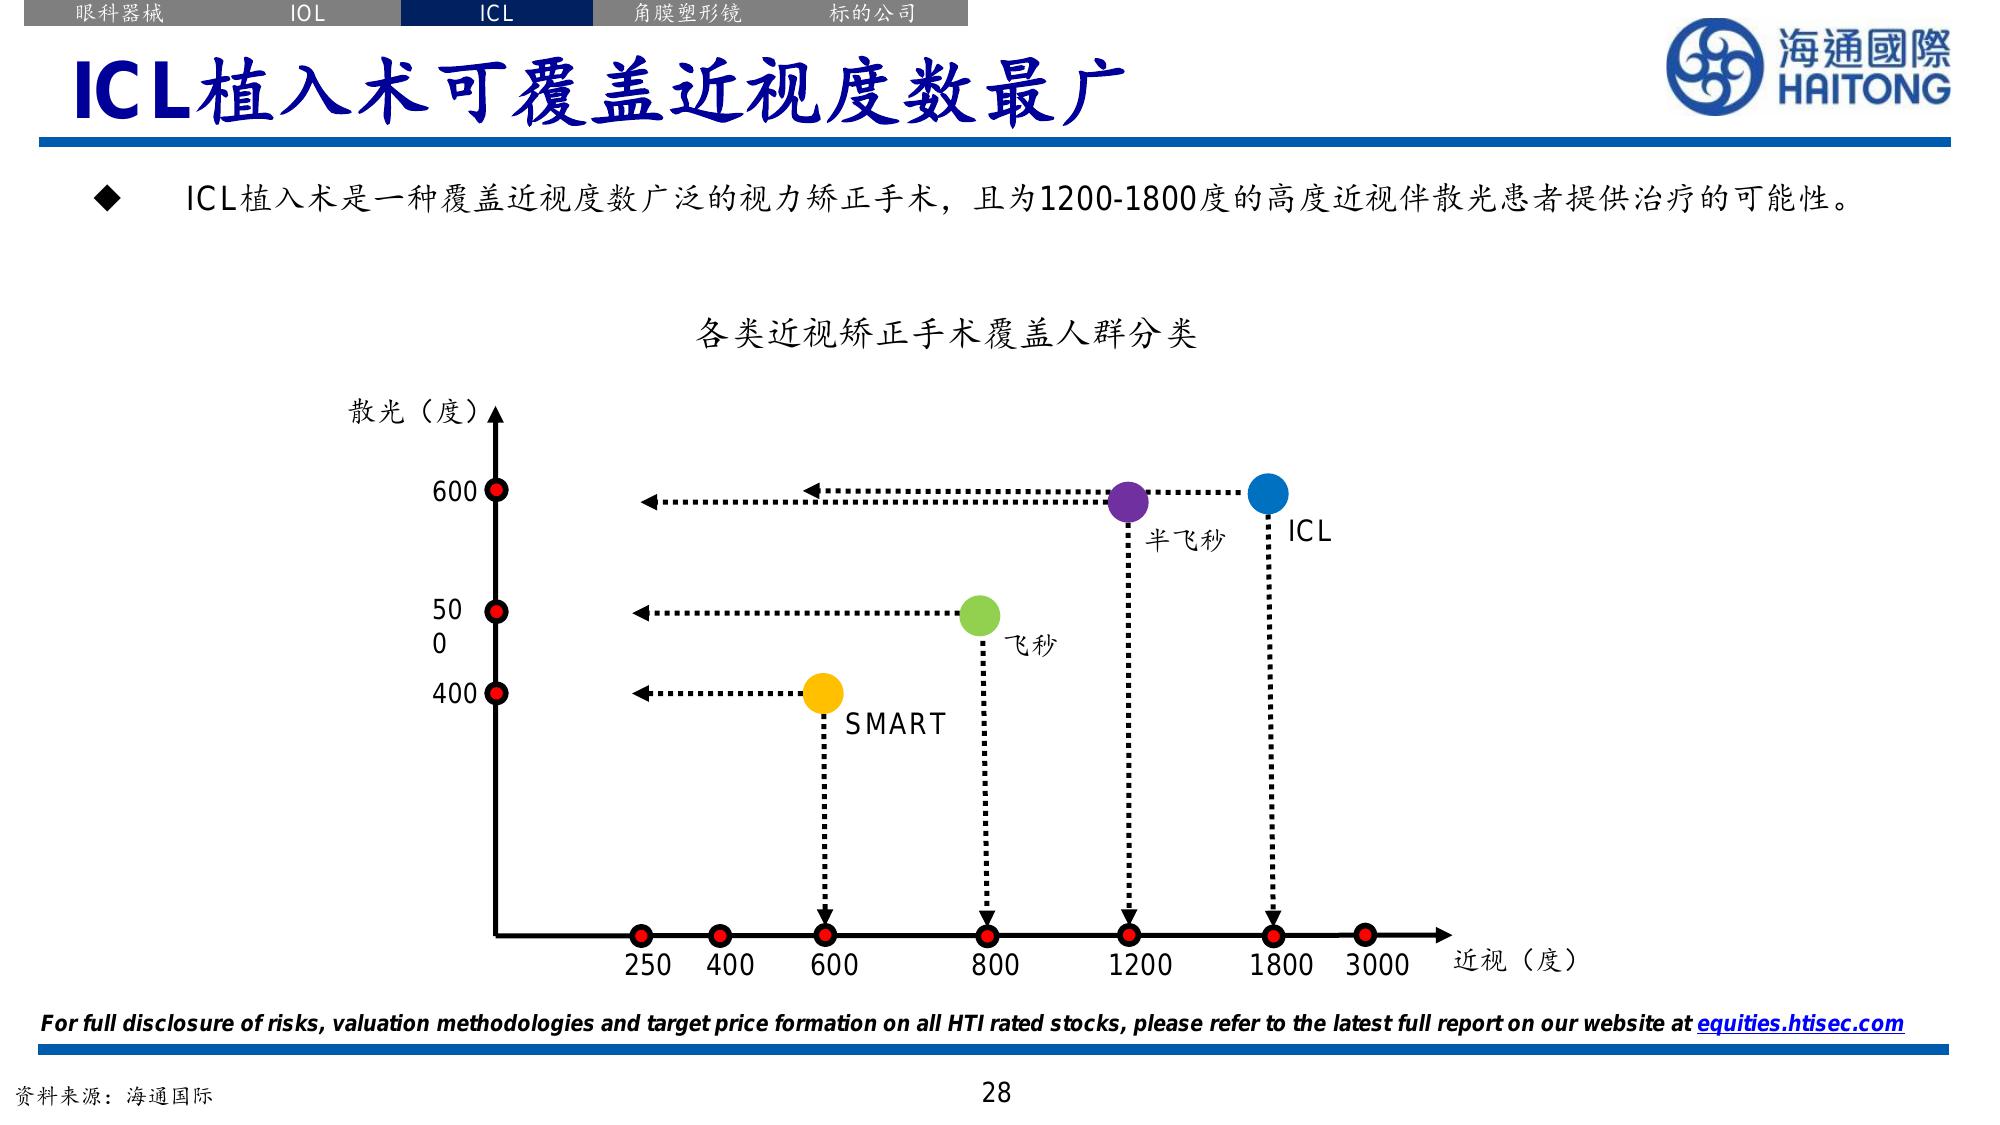 眼科器械 IOL ICL 角膜塑形镜 标的公司
ICL植入术可覆盖近视度数最广
海通國際
HAITONG
◆ ICL植入术是一种覆盖近视度数广泛的视力矫正手术，且为1200-1800度的高度近视伴散光患者提供治疗的可能性。
各类近视矫正手术覆盖人群分类
散光（度）
600
半飞秒
ICL
50
0
飞秒
400
SMART
250 400 600 800 1200 1800 3000
近视（度）
For full disclosure of risks, valuation methodologies and target price formation on all HTI rated stocks, please refer to the latest full report on our website at equities.htisec.com
资料来源：海通国际
28